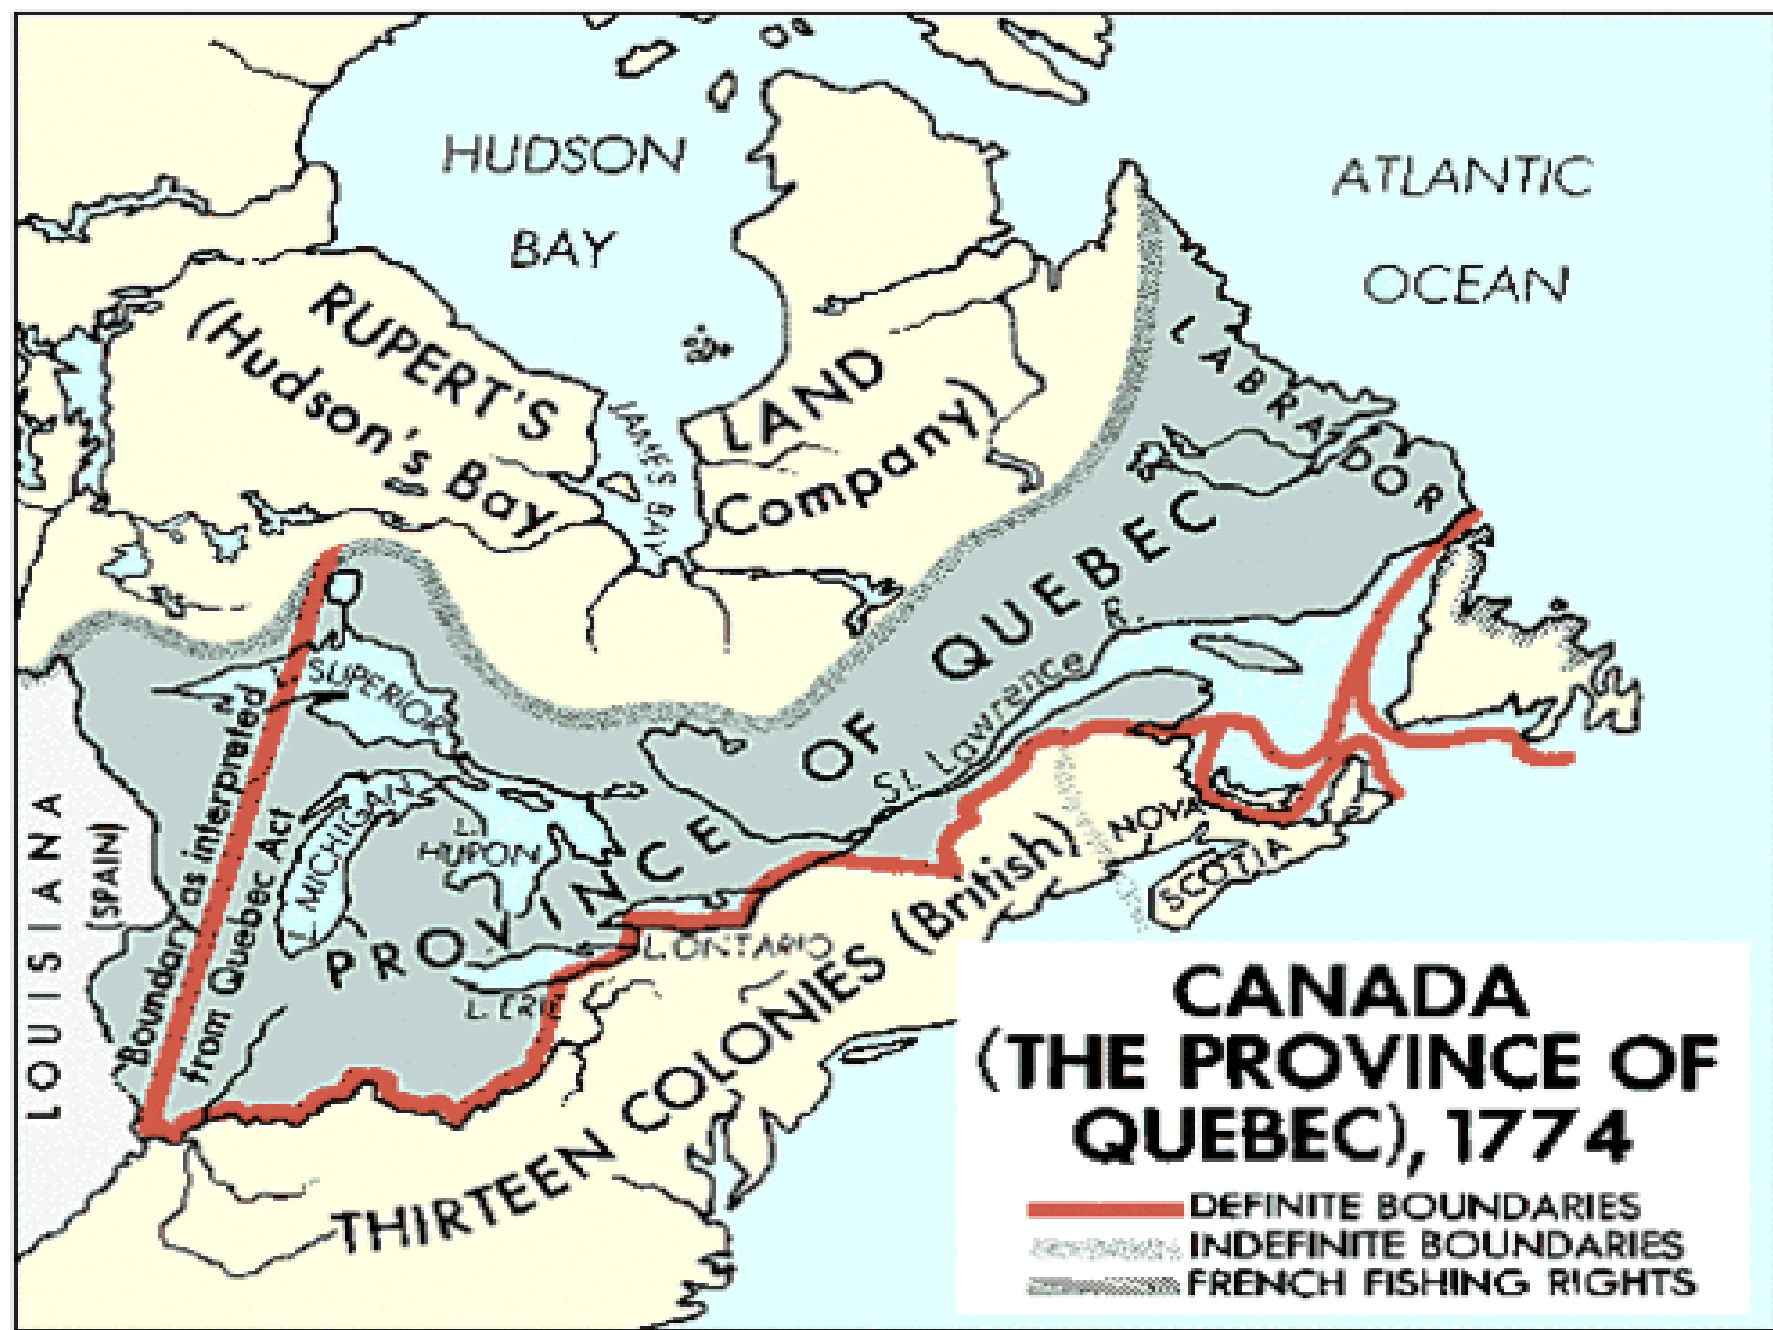 HUDSON
BAY
ATLANTIC
OCEAN
RUPERT'S LAND
(Hudson's Bay Company)
JAMES BAY
LABRADOR
PROVINCE OF QUEBEC
St. Lawrence
L. SUPERIOR
L. MICHIGAN
L. HURON
L. ONTARIO
L. ERIE
Boundary as interpreted
from Quebec Act
LOUISIANA
(SPAIN)
NOVA
SCOTIA
THIRTEEN COLONIES (British)
CANADA
(THE PROVINCE OF
QUEBEC), 1774
DEFINITE BOUNDARIES
INDEFINITE BOUNDARIES
FRENCH FISHING RIGHTS